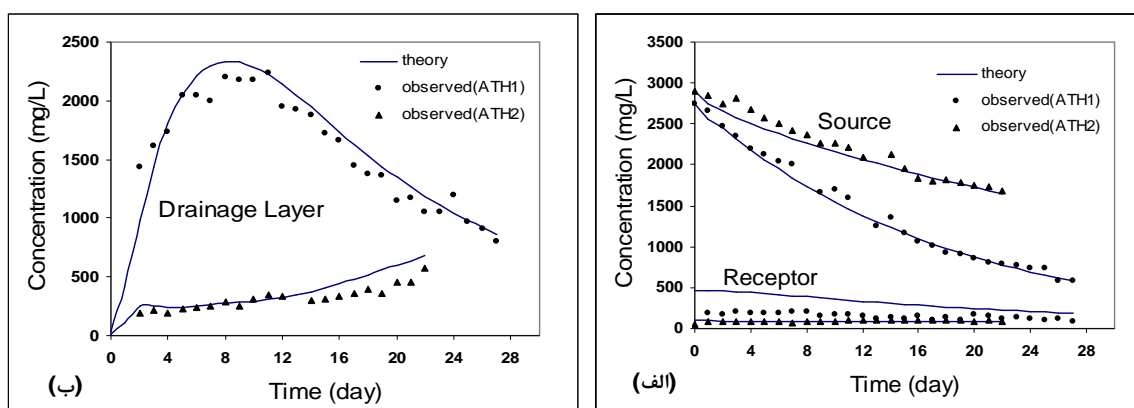 2500
2000
1500
1000
500
0
Concentration (mg/L)
theory
observed(ATH1)
observed(ATH2)
Drainage Layer
0 4 8 12 16 20 24 28
Time (day)
(ب)
3500
3000
2500
2000
1500
1000
500
0
Concentration (mg/L)
theory
observed(ATH1)
observed(ATH2)
Source
Receptor
0 4 8 12 16 20 24 28
Time (day)
(الف)